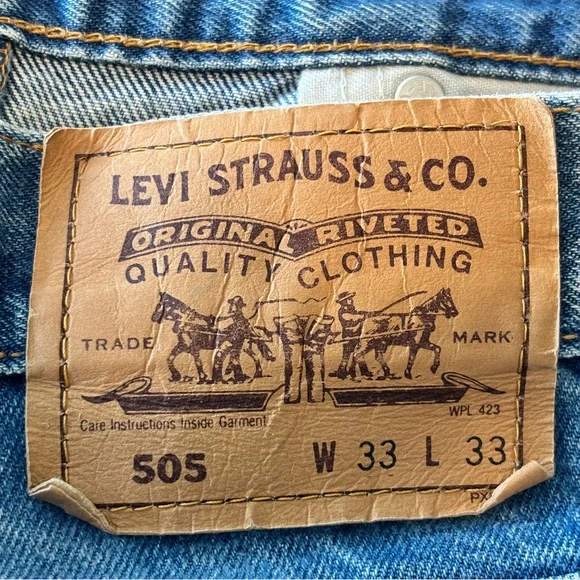 LEVI STRAUSS & CO.
ORIGINAL RIVETED
QUALITY CLOTHING
TRADE MARK
WPL 423
Care Instructions Inside Garment
505 W 33 L 33